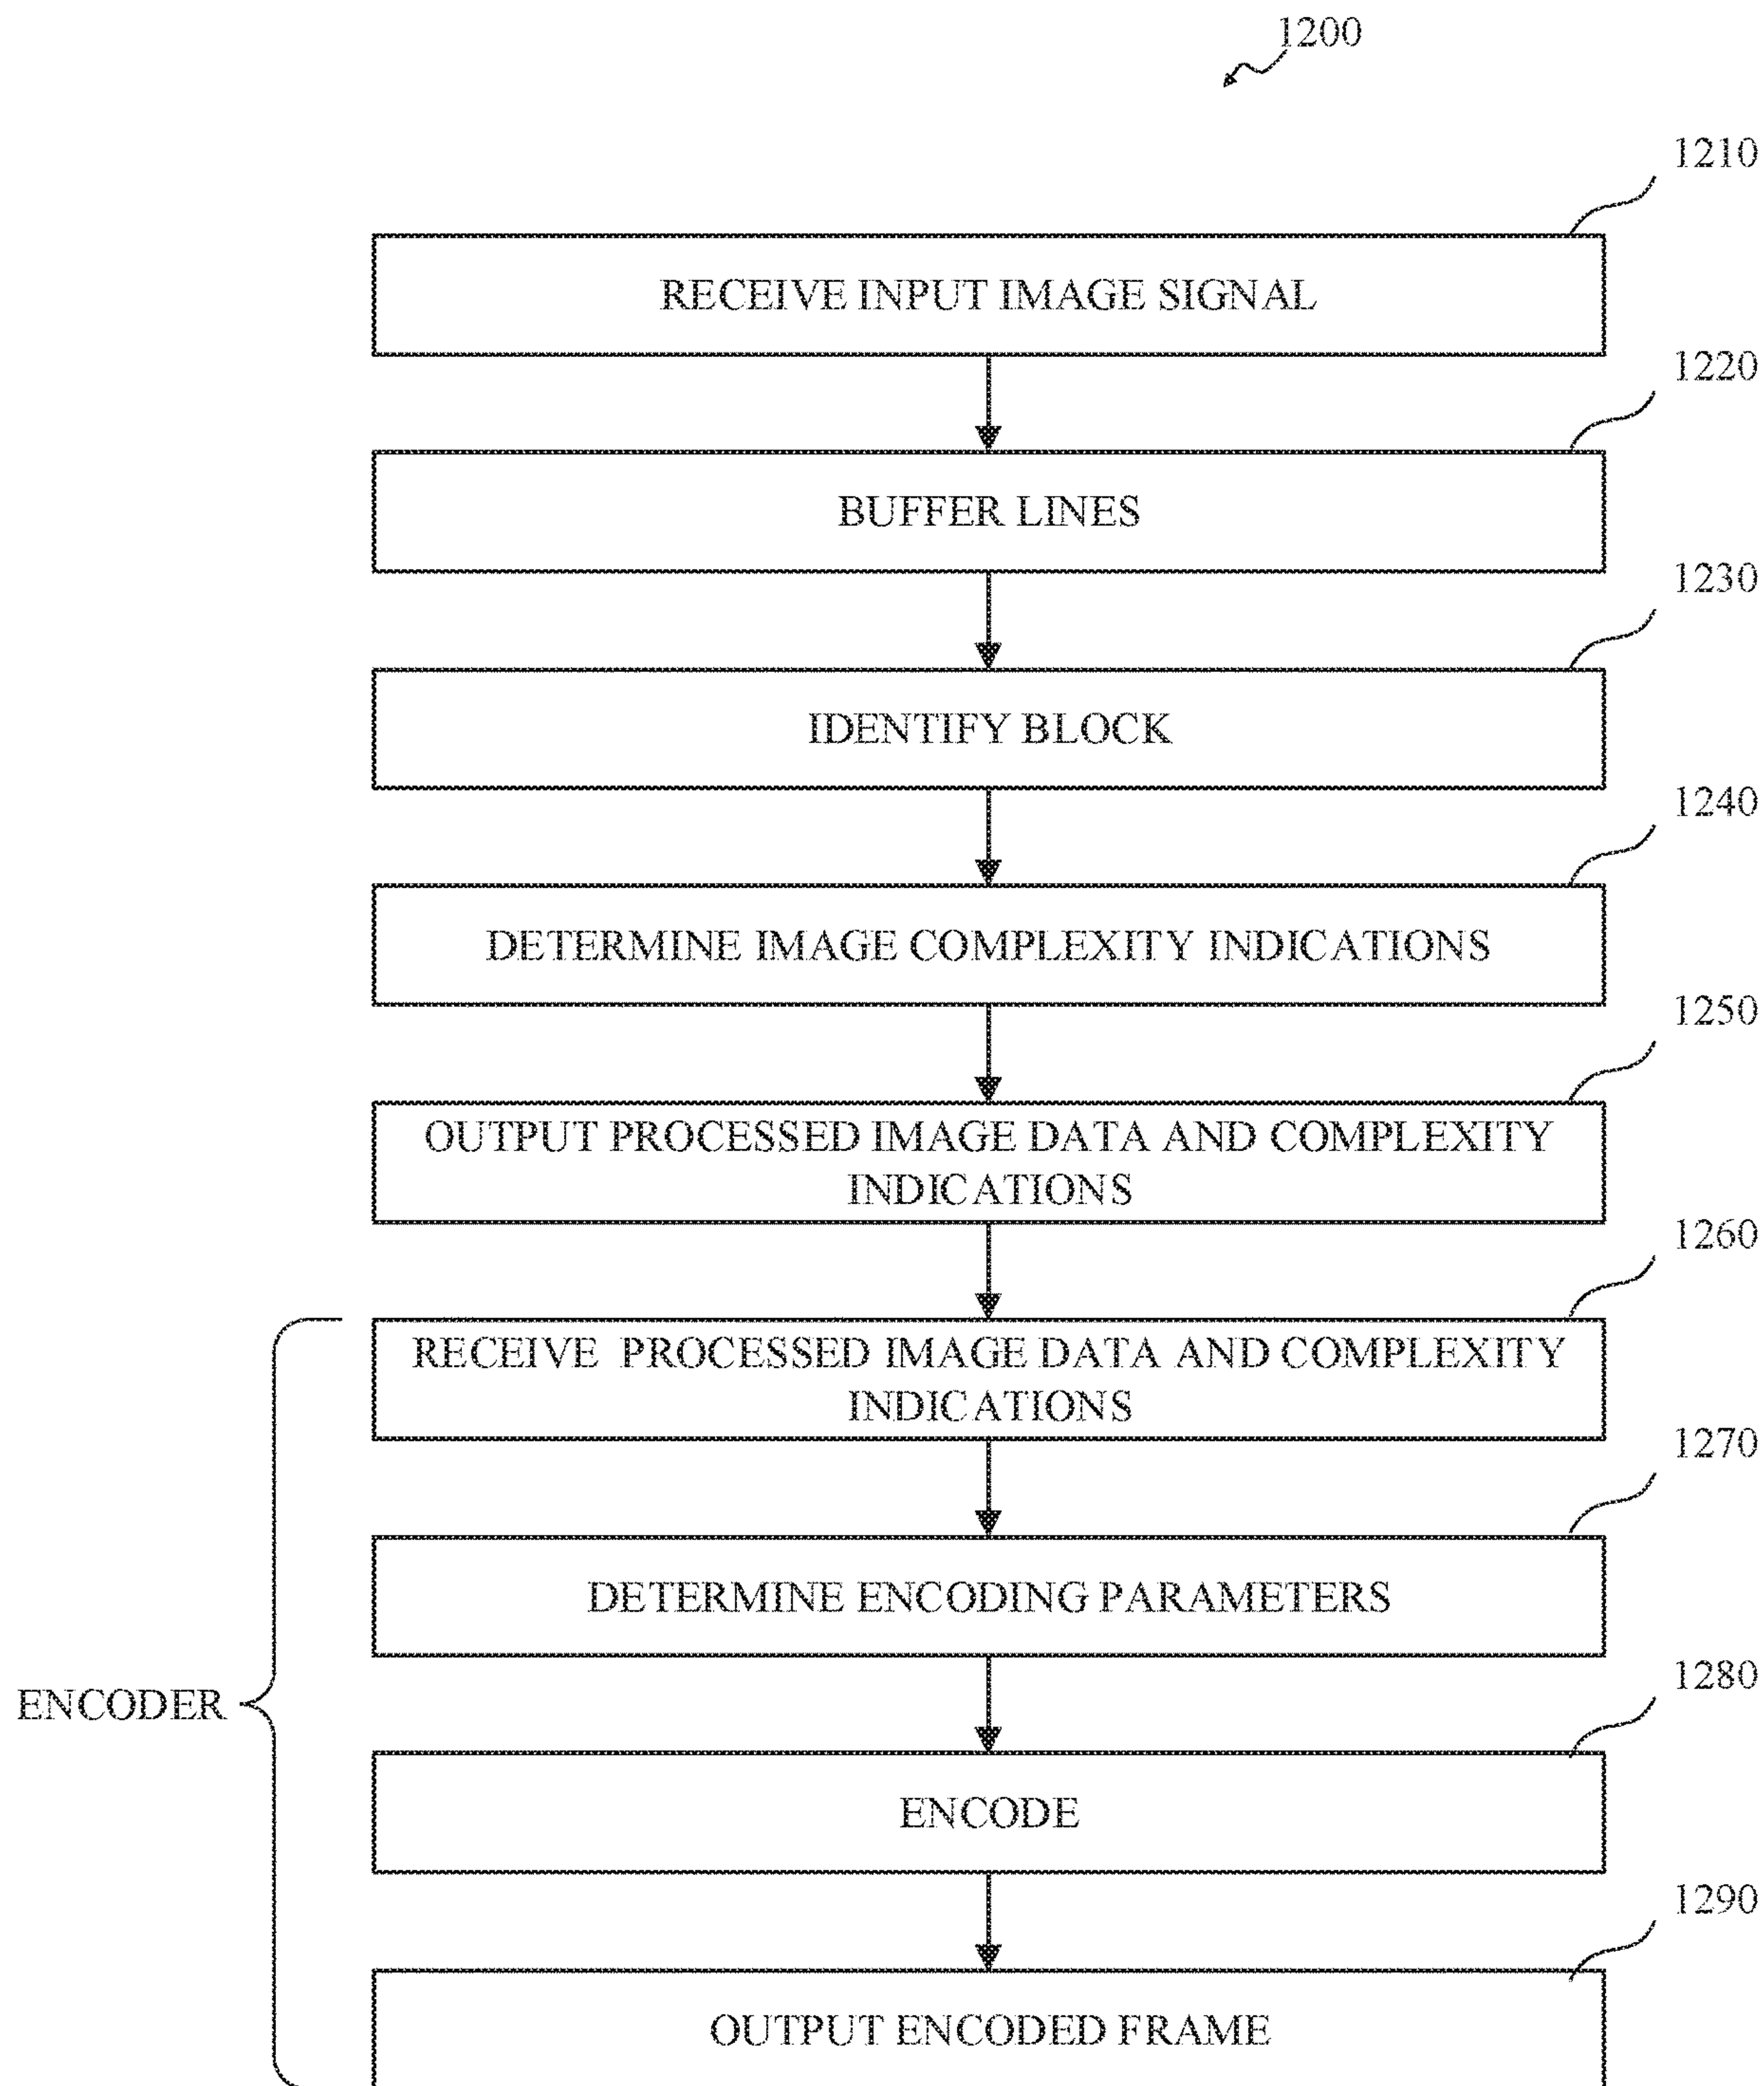 1200
1210
RECEIVE INPUT IMAGE SIGNAL
1220
BUFFER LINES
1230
IDENTIFY BLOCK
1240
DETERMINE IMAGE COMPLEXITY INDICATIONS
1250
OUTPUT PROCESSED IMAGE DATA AND COMPLEXITY
INDICATIONS
1260
RECEIVE PROCESSED IMAGE DATA AND COMPLEXITY
INDICATIONS
1270
DETERMINE ENCODING PARAMETERS
1280
ENCODER
ENCODE
1290
OUTPUT ENCODED FRAME